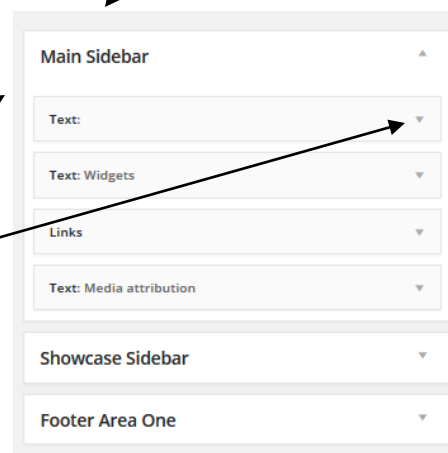 Main Sidebar
Text:
Text: Widgets
Links
Text: Media attribution
Showcase Sidebar
Footer Area One